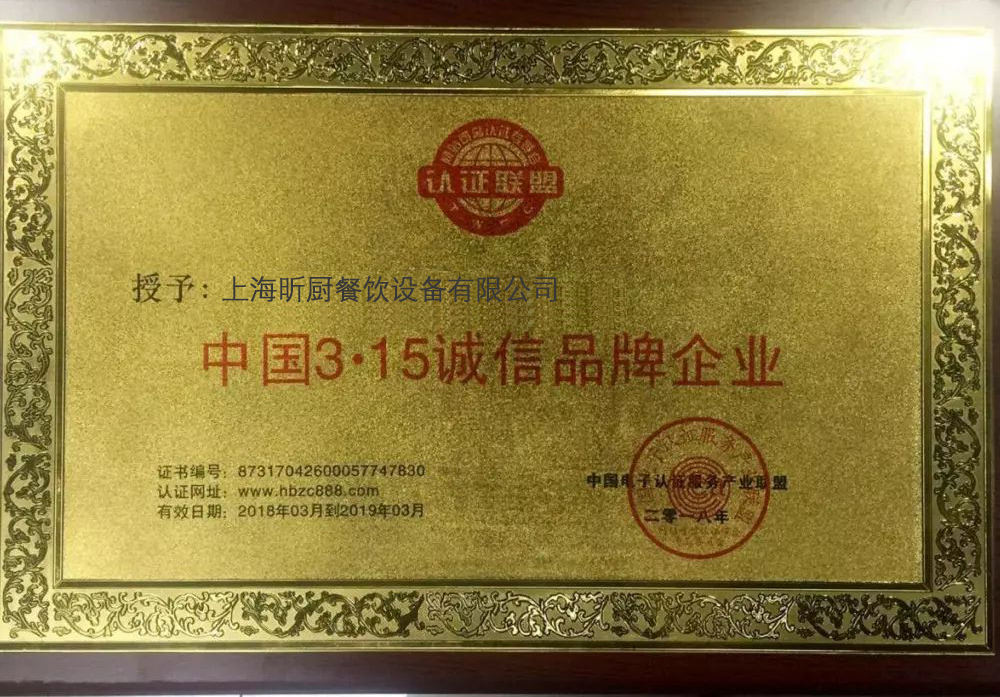 认证联盟
授予：上海昕厨餐饮设备有限公司
中国3·15诚信品牌企业
证书编号：87317042600057747830
认证网址：www.hbzc888.com
有效日期：2018年03月到2019年03月
中国电子认证服务产业联盟
二零一八年